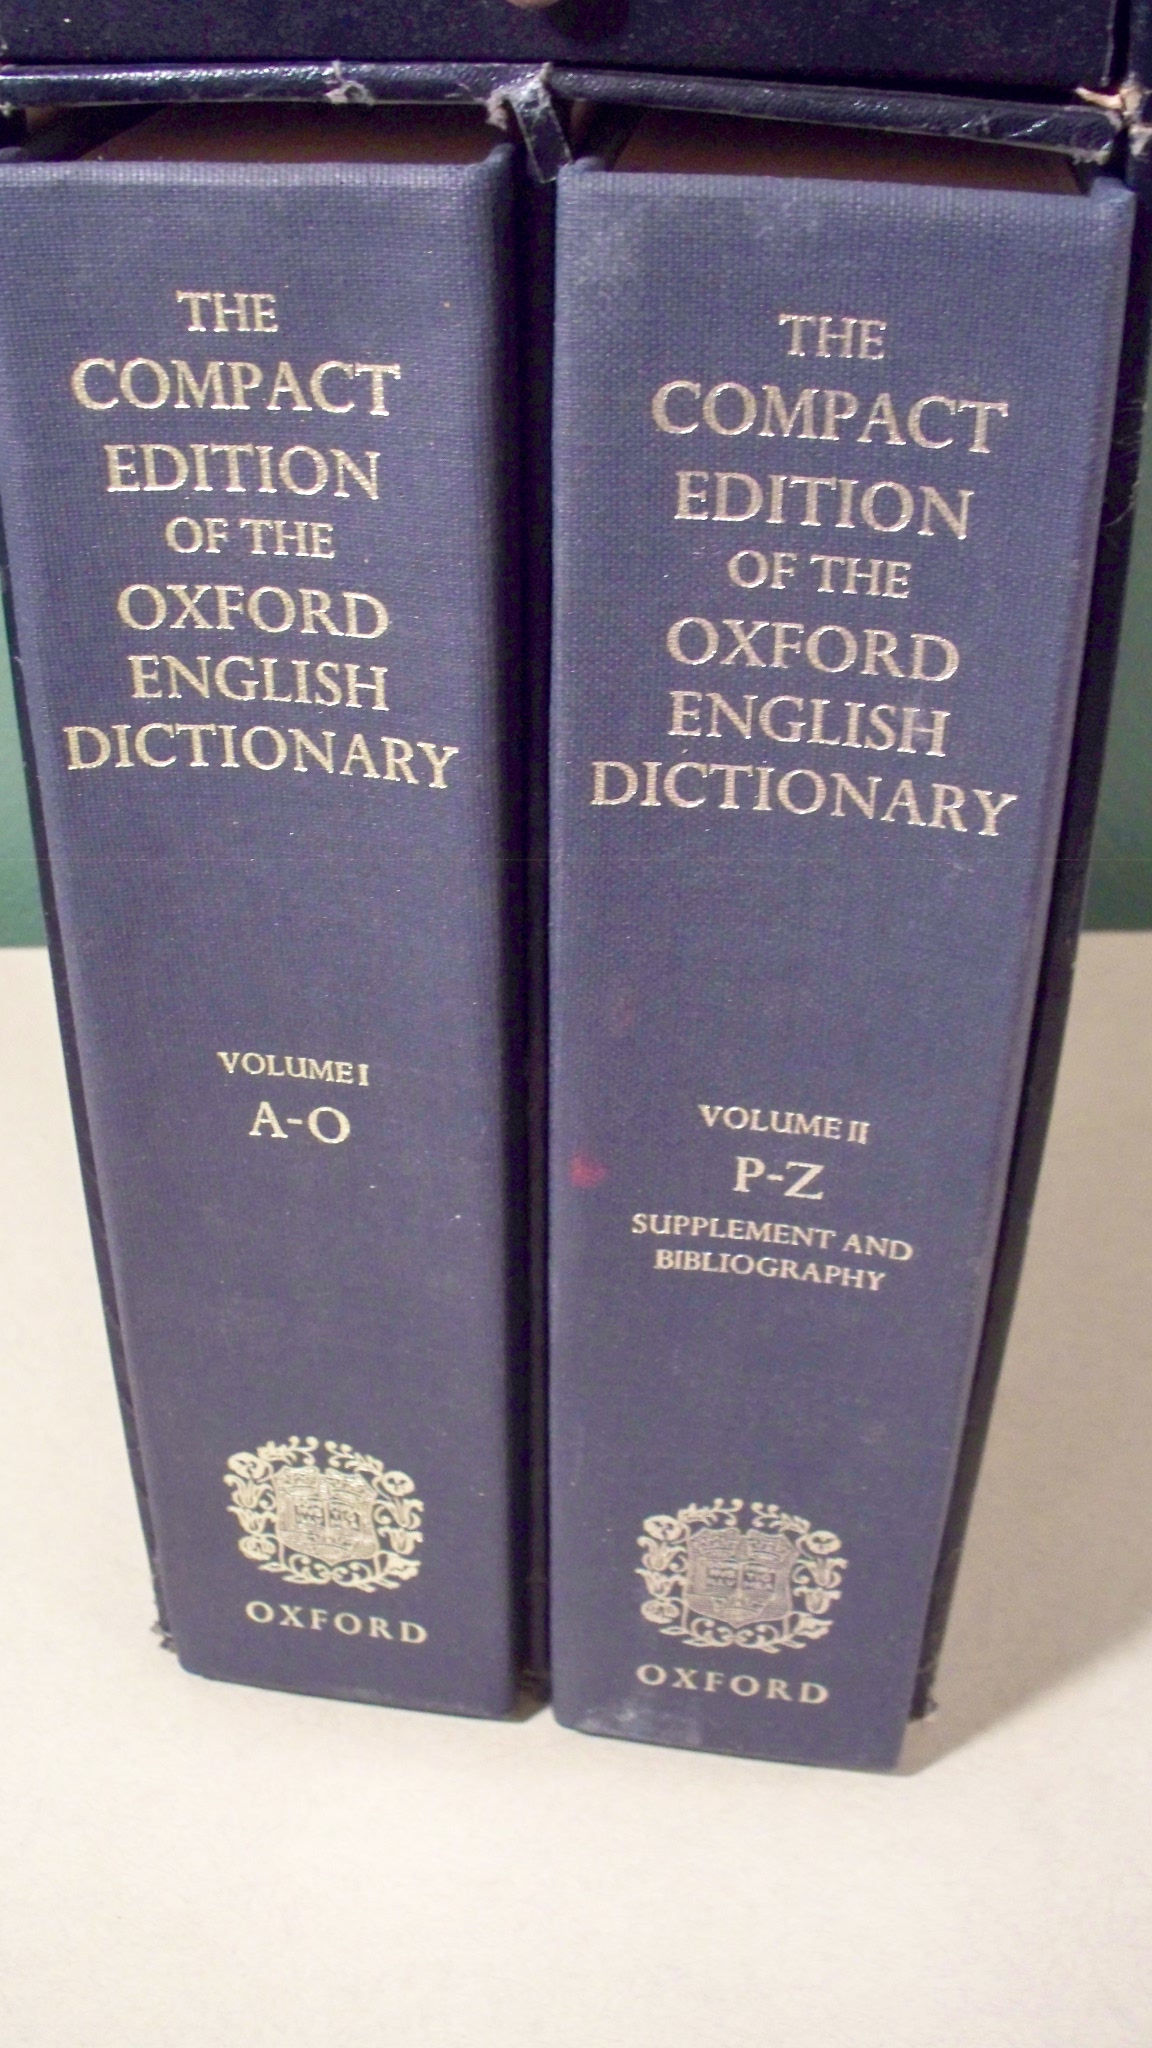 THE
COMPACT
EDITION
OF THE
OXFORD
ENGLISH
DICTIONARY
VOLUME I
A-O
OXFORD
THE
COMPACT
EDITION
OF THE
OXFORD
ENGLISH
DICTIONARY
VOLUME II
P-Z
SUPPLEMENT AND
BIBLIOGRAPHY
OXFORD